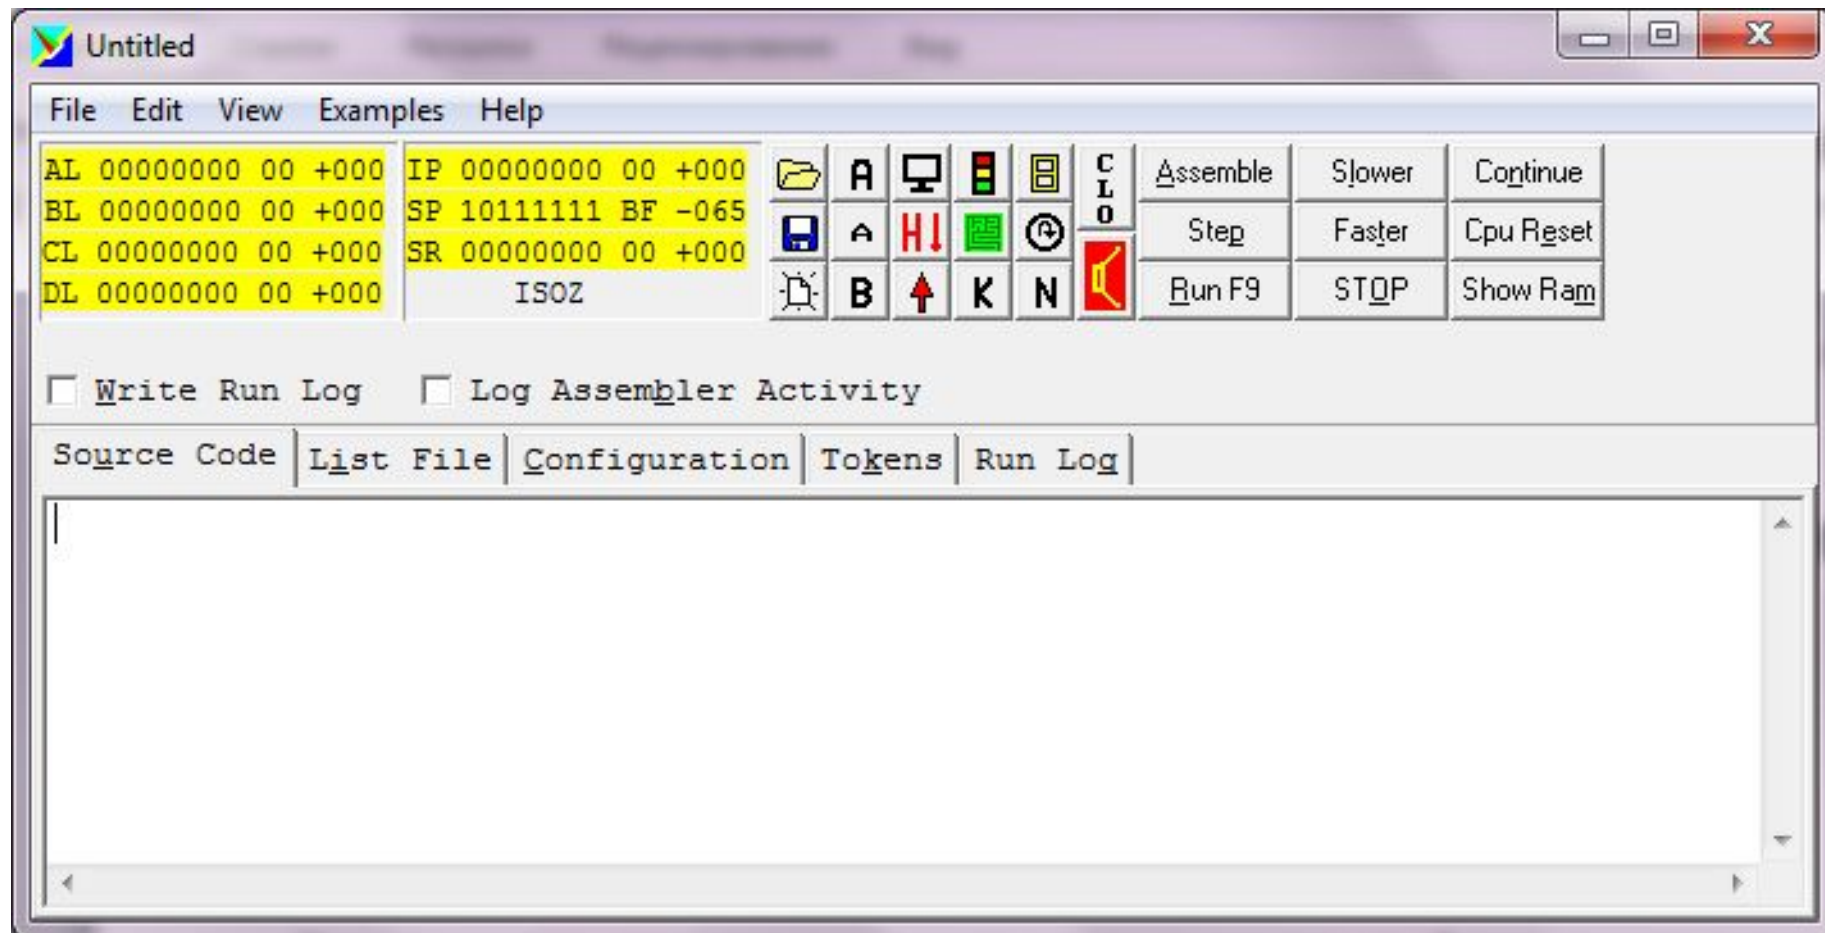 Untitled
File Edit View Examples Help
AL 00000000 00 +000 IP 00000000 00 +000
BL 00000000 00 +000 SP 10111111 BF -065
CL 00000000 00 +000 SR 00000000 00 +000
DL 00000000 00 +000 ISOZ
A CLO Assemble Slower Continue
A Step Faster Cpu Reset
B K N Run F9 STOP Show Ram
Write Run Log Log Assembler Activity
Source Code List File Configuration Tokens Run Log